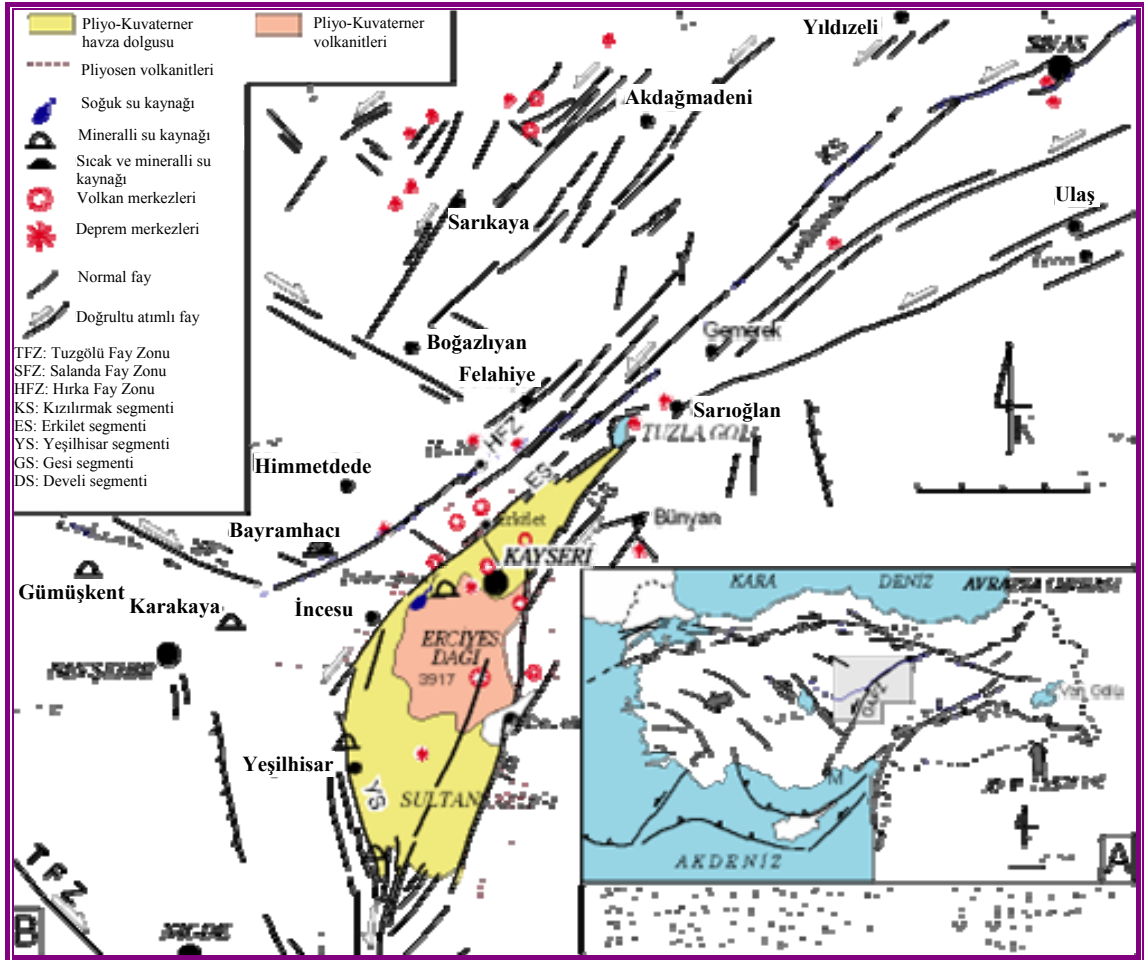 Pliyo-Kuvaterner
havza dolgusu
Pliyo-Kuvaterner
volkanitleri
Pliyosen volkanitleri
Soğuk su kaynağı
Mineralli su kaynağı
Sıcak ve mineralli su
kaynağı
Volkan merkezleri
Deprem merkezleri
Normal fay
Doğrultu atımlı fay
TFZ: Tuzgölü Fay Zonu
SFZ: Salanda Fay Zonu
HFZ: Hırka Fay Zonu
KS: Kızılırmak segmenti
ES: Erkilet segmenti
YS: Yeşilhisar segmenti
GS: Gesi segmenti
DS: Develi segmenti
Yıldızeli
SİVAS
Akdağmadeni
KS
Ulaş
Sarıkaya
Gemerek
Boğazlıyan
Felahiye
Sarıoğlan
TUZLA GÖLÜ
HFZ
Himmetdede
ES
Erkilet
Bünyan
Bayramhacı
KAYSERİ
Gümüşkent
Karakaya
İncesu
ERCİYES
DAĞI
3917
Yeşilhisar
YS
SULTAN
TFZ
NİĞDE
B
KARA DENİZ
Van Gölü
M
AKDENİZ
A